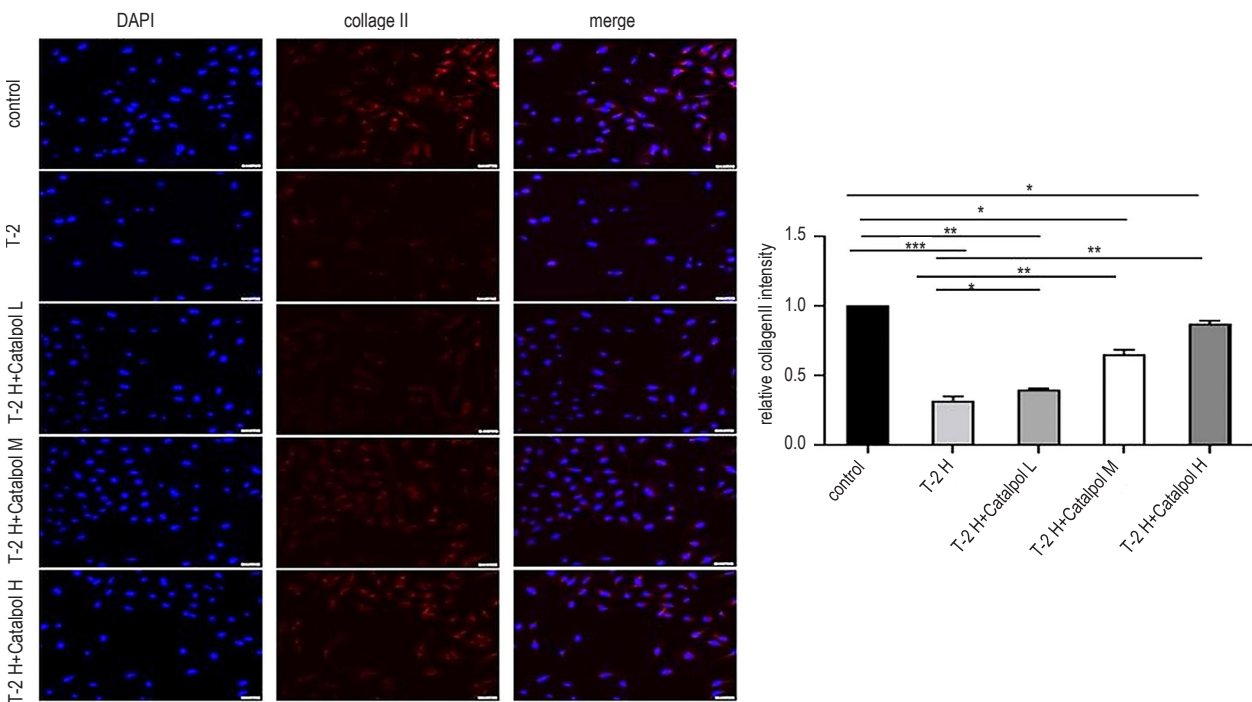 DAPI
collage II
merge
control
T-2
T-2 H+Catalpol L
T-2 H+Catalpol M
T-2 H+Catalpol H
relative collagenII intensity
1.5
1.0
0.5
0.0
*
*
**
***
**
**
*
control
T-2 H
T-2 H+Catalpol L
T-2 H+Catalpol M
T-2 H+Catalpol H